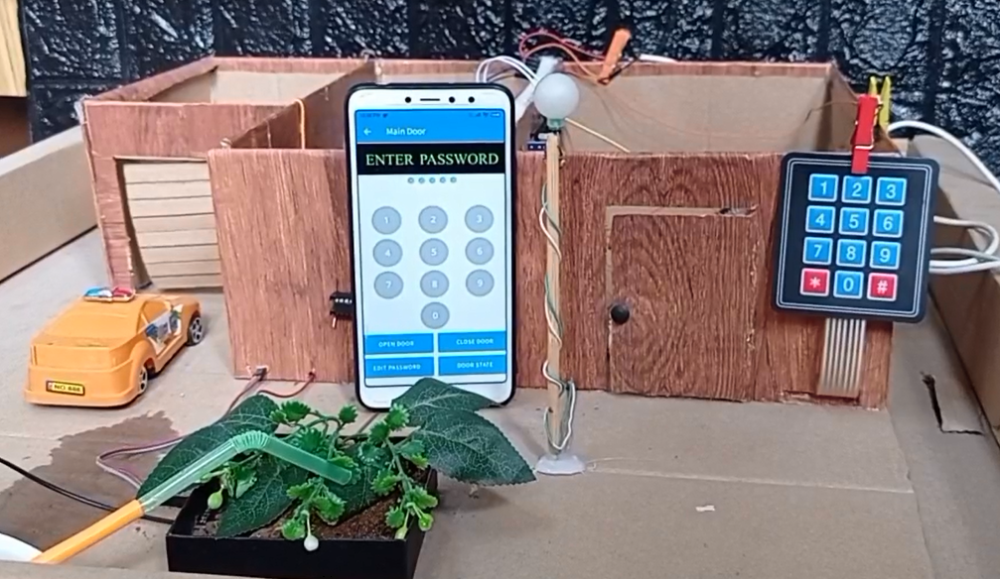 Main Door
ENTER PASSWORD
1 2 3
4 5 6
7 8 9
0
OPEN DOOR CLOSE DOOR
EDIT PASSWORD DOOR STATE
1 2 3
4 5 6
7 8 9
* 0 #